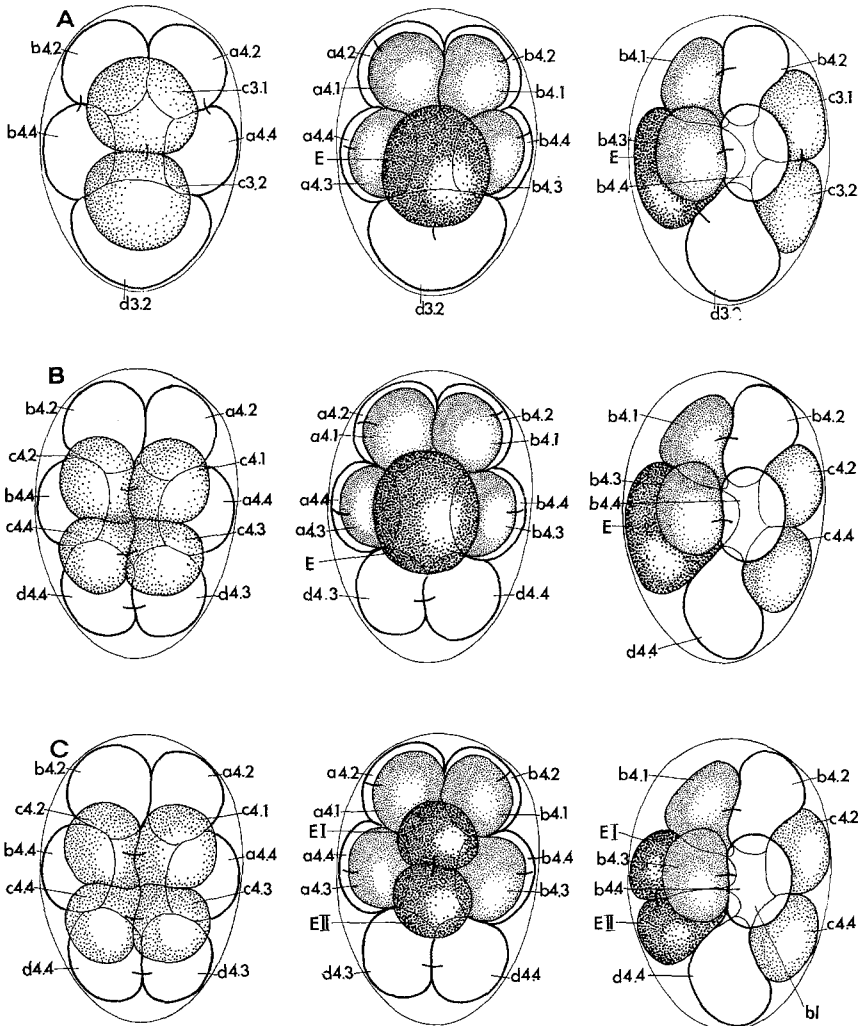 A
b4.2
a4.2
c3.1
b4.4
a4.4
c3.2
d3.2
a4.2
b4.2
a4.1
b4.1
a4.4
b4.4
E
a4.3
b4.3
d3.2
b4.1
b4.2
c3.1
b4.3
E
b4.4
c3.2
B
b4.2
a4.2
c4.2
c4.1
b4.4
a4.4
c4.4
c4.3
d4.4
d4.3
a4.2
b4.2
a4.1
b4.1
a4.4
b4.4
a4.3
b4.3
E
d4.3
d4.4
b4.1
b4.2
b4.3
c4.2
b4.4
E
c4.4
d4.4
C
b4.2
a4.2
c4.2
c4.1
b4.4
a4.4
c4.4
c4.3
d4.4
d4.3
a4.2
b4.2
a4.1
b4.1
EI
a4.4
b4.4
a4.3
b4.3
EII
d4.3
d4.4
b4.1
b4.2
c4.2
EI
b4.3
b4.4
EII
c4.4
d4.4
bl